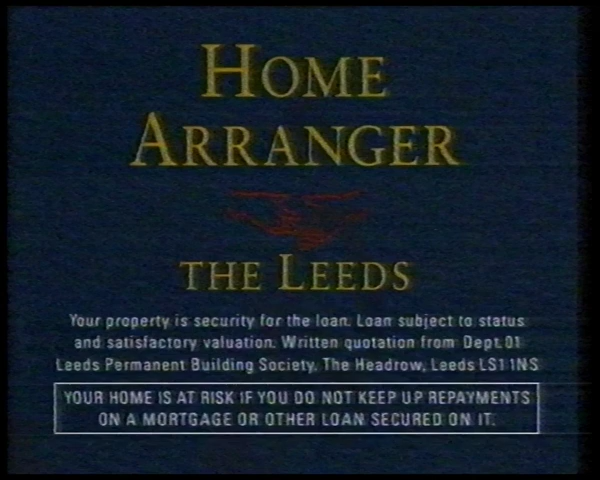 HOME
ARRANGER
THE LEEDS
Your property is security for the loan. Loan subject to status
and satisfactory valuation. Written quotation from Dept.01
Leeds Permanent Building Society, The Headrow, Leeds LS1 1NS
YOUR HOME IS AT RISK IF YOU DO NOT KEEP UP REPAYMENTS
ON A MORTGAGE OR OTHER LOAN SECURED ON IT.